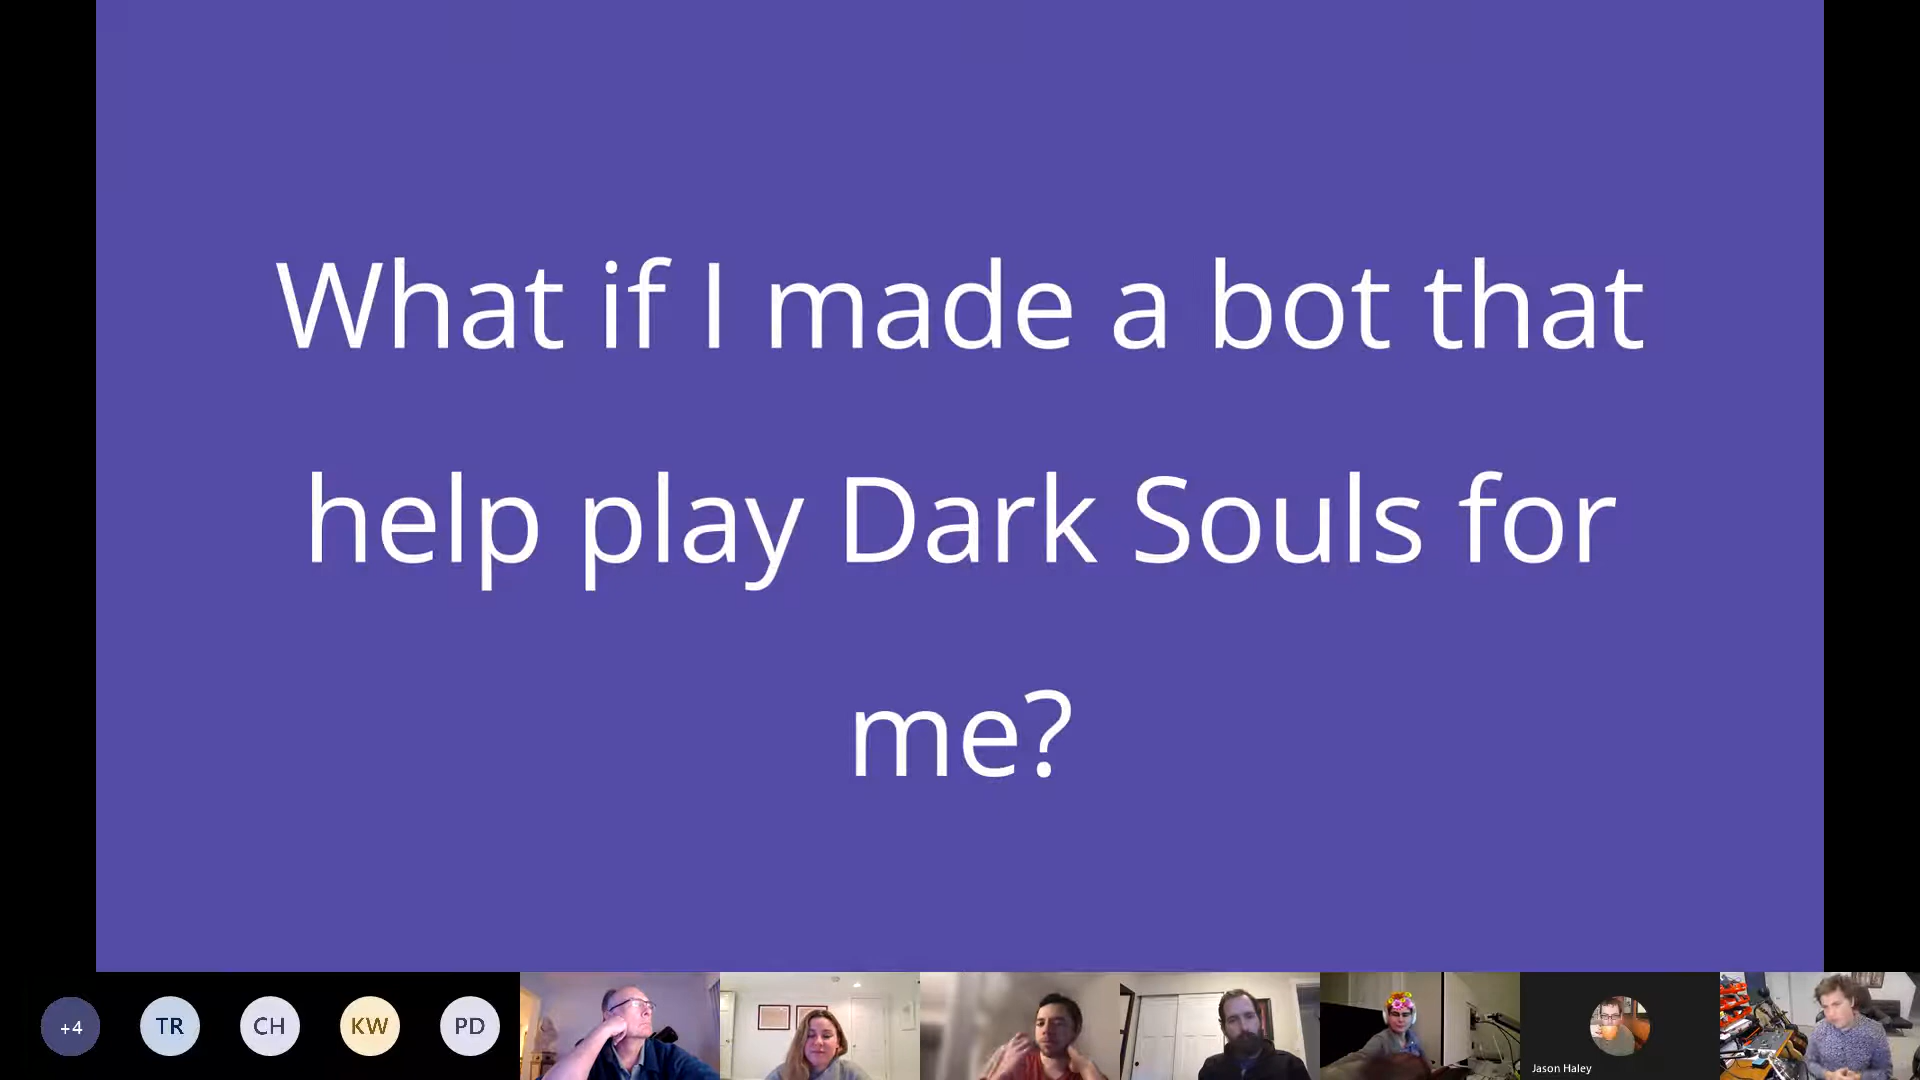 What if I made a bot that
help play Dark Souls for
me?
+4
TR
CH
KW
PD
Jason Haley